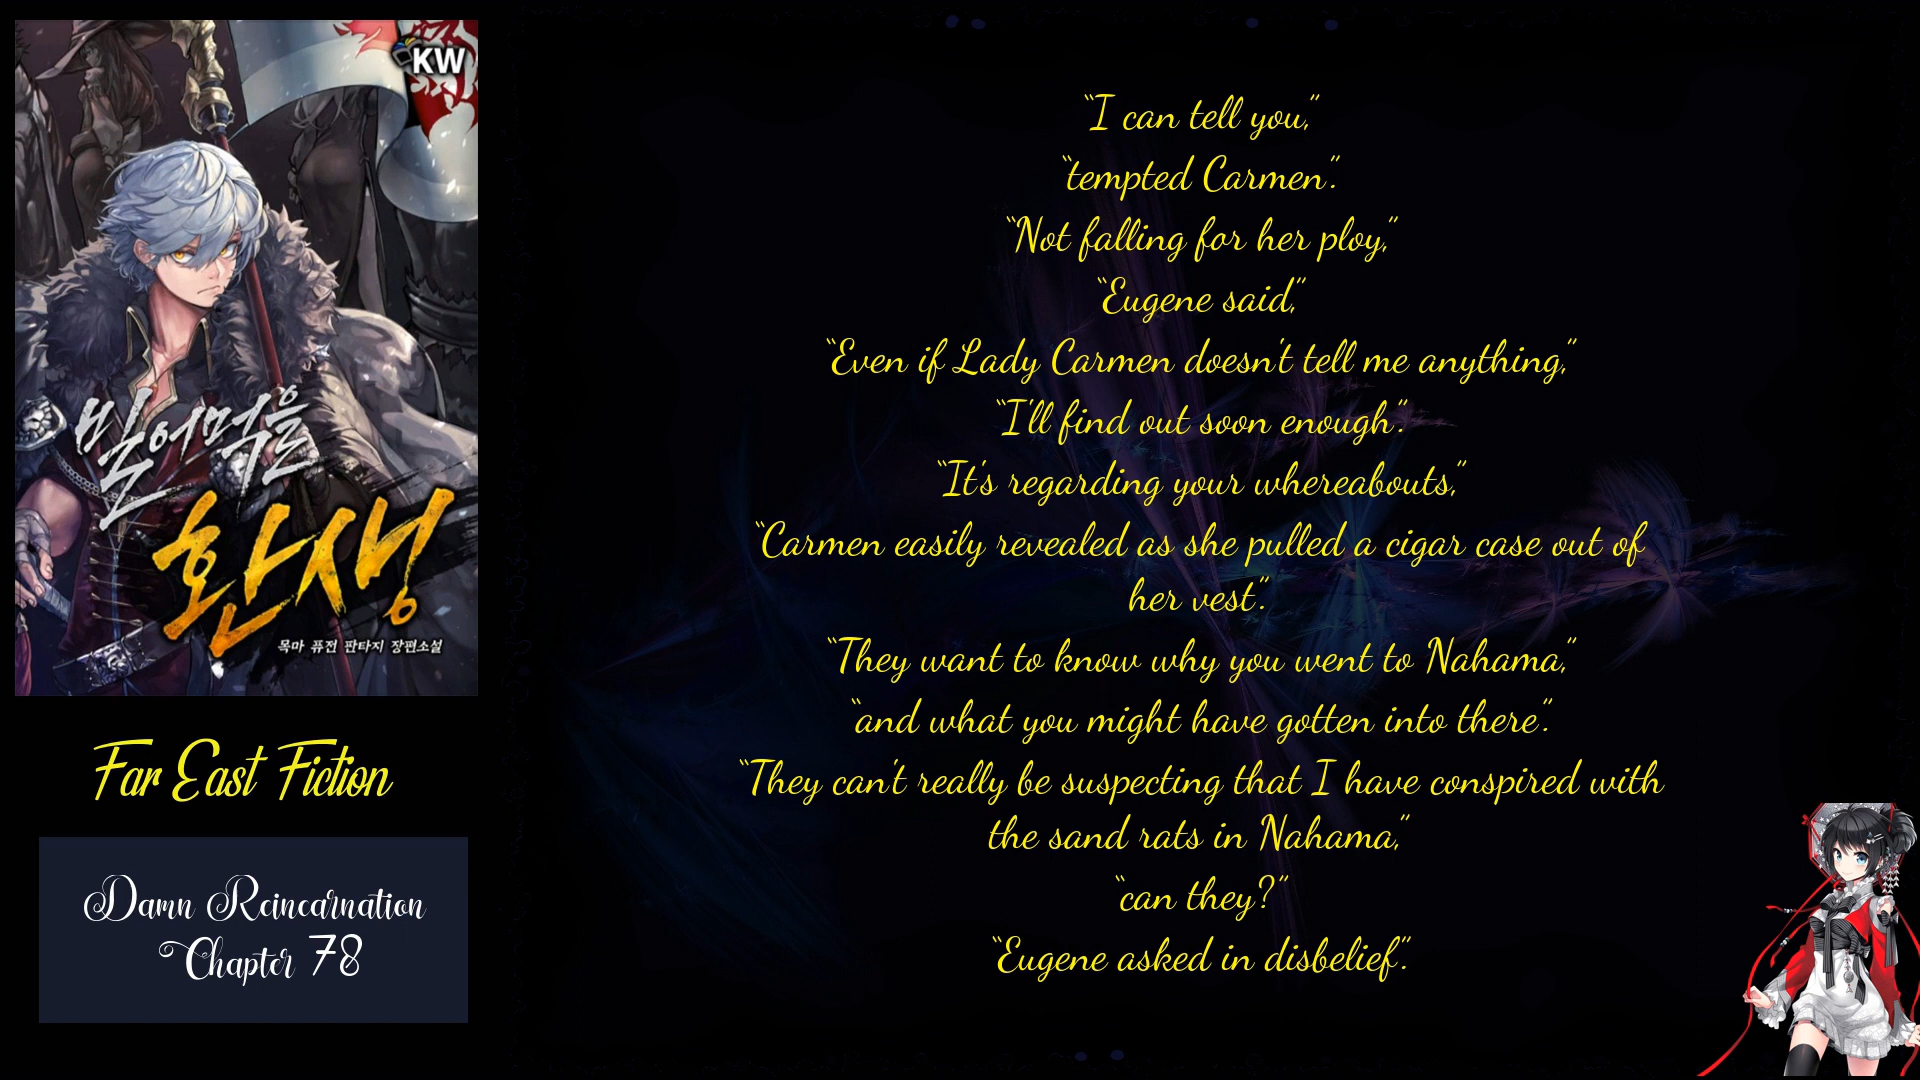 KW
빌어먹을
환생
목마 퓨전 판타지 장편소설
Far East Fiction
Damn Reincarnation
Chapter 78
“I can tell you,”
“tempted Carmen”.
“Not falling for her ploy,”
“Eugene said,”
“Even if Lady Carmen doesn't tell me anything,”
“I'll find out soon enough”.
“It's regarding your whereabouts,”
“Carmen easily revealed as she pulled a cigar case out of
her vest”.
“They want to know why you went to Nahama,”
“and what you might have gotten into there”.
“They can't really be suspecting that I have conspired with
the sand rats in Nahama,”
“can they?”
“Eugene asked in disbelief”.